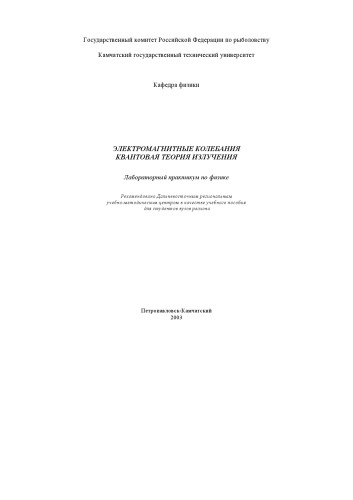 Государственный комитет Российской Федерации по рыболовству
Камчатский государственный технический университет
Кафедра физики
ЭЛЕКТРОМАГНИТНЫЕ КОЛЕБАНИЯ
КВАНТОВАЯ ТЕОРИЯ ИЗЛУЧЕНИЯ
Лабораторный практикум по физике
Рекомендовано Дальневосточным региональным
учебно-методическим центром в качестве учебного пособия
для студентов вузов региона
Петропавловск-Камчатский
2003